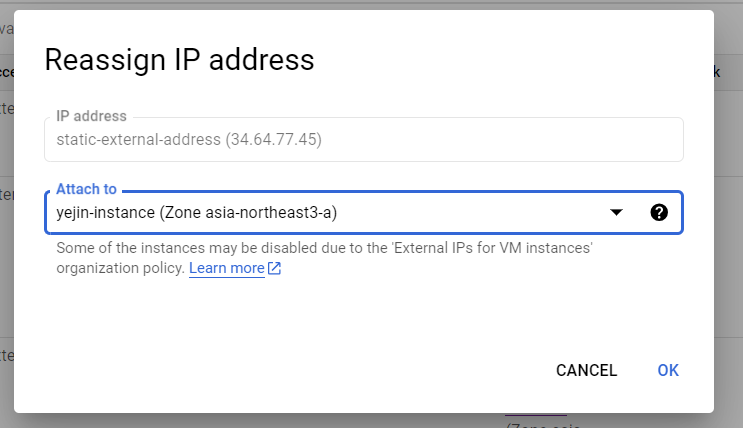 Reassign IP address
IP address
static-external-address (34.64.77.45)
Attach to
yejin-instance (Zone asia-northeast3-a)
Some of the instances may be disabled due to the 'External IPs for VM instances'
organization policy. Learn more
CANCEL
OK